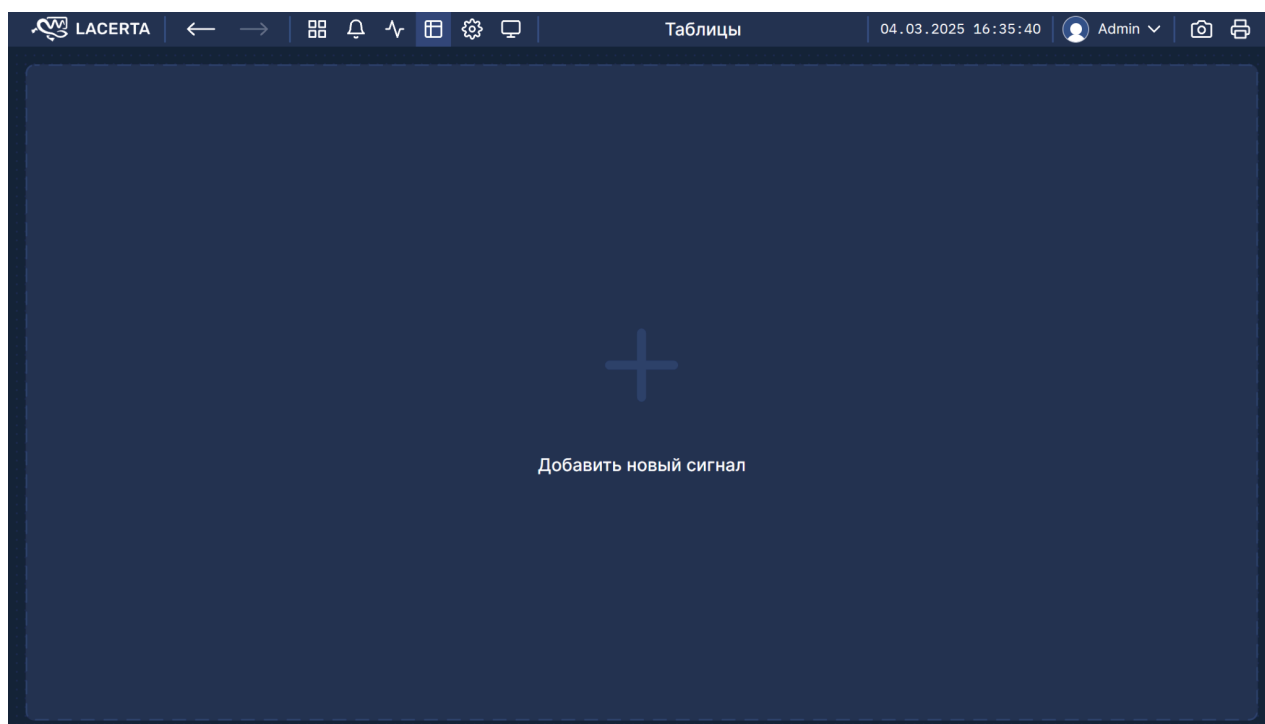 LACERTA
Таблицы
04.03.2025 16:35:40
Admin
Добавить новый сигнал